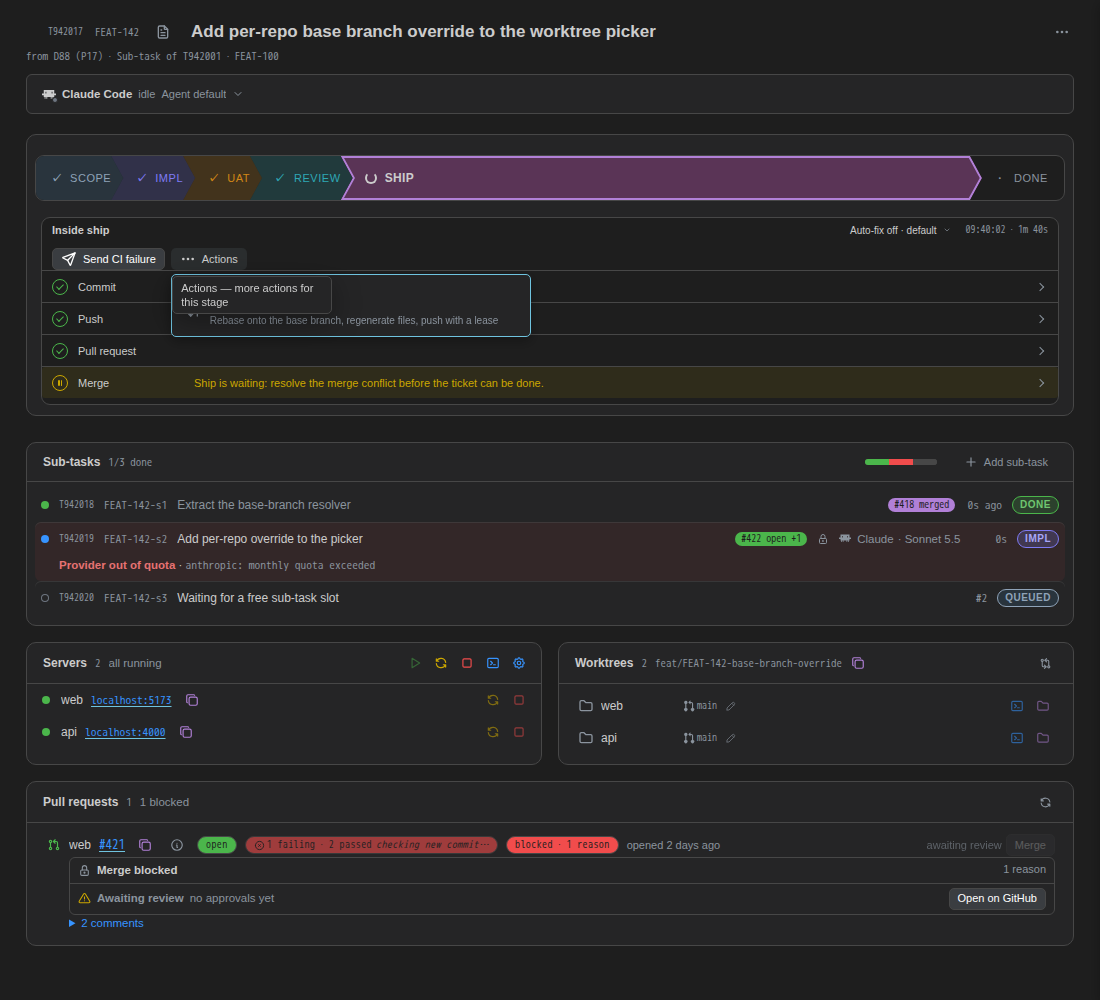 T942017 FEAT-142 Add per-repo base branch override to the worktree picker
from D88 (P17) · Sub-task of T942001 · FEAT-100
Claude Code idle Agent default
SCOPE IMPL UAT REVIEW SHIP · DONE
Inside ship Auto-fix off · default 09:40:02 · 1m 40s
Send CI failure Actions
Commit
Actions — more actions for
this stage
Push
Rebase onto the base branch, regenerate files, push with a lease
Pull request
Merge Ship is waiting: resolve the merge conflict before the ticket can be done.
Sub-tasks 1/3 done Add sub-task
T942018 FEAT-142-s1 Extract the base-branch resolver #418 merged 0s ago DONE
T942019 FEAT-142-s2 Add per-repo override to the picker #422 open +1 Claude · Sonnet 5.5 0s IMPL
Provider out of quota · anthropic: monthly quota exceeded
T942020 FEAT-142-s3 Waiting for a free sub-task slot #2 QUEUED
Servers 2 all running
web localhost:5173
api localhost:4000
Worktrees 2 feat/FEAT-142-base-branch-override
web main
api main
Pull requests 1 1 blocked
web #421 open 1 failing · 2 passed checking new commit… blocked · 1 reason opened 2 days ago awaiting review Merge
Merge blocked 1 reason
Awaiting review no approvals yet Open on GitHub
2 comments